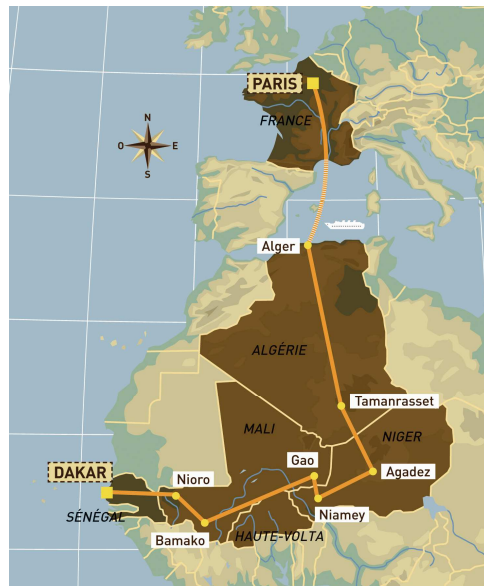 PARIS
FRANCE
N
O
E
S
Alger
ALGÉRIE
Tamanrasset
MALI
NIGER
Gao
Agadez
DAKAR
Nioro
Niamey
SÉNÉGAL
Bamako
HAUTE-VOLTA